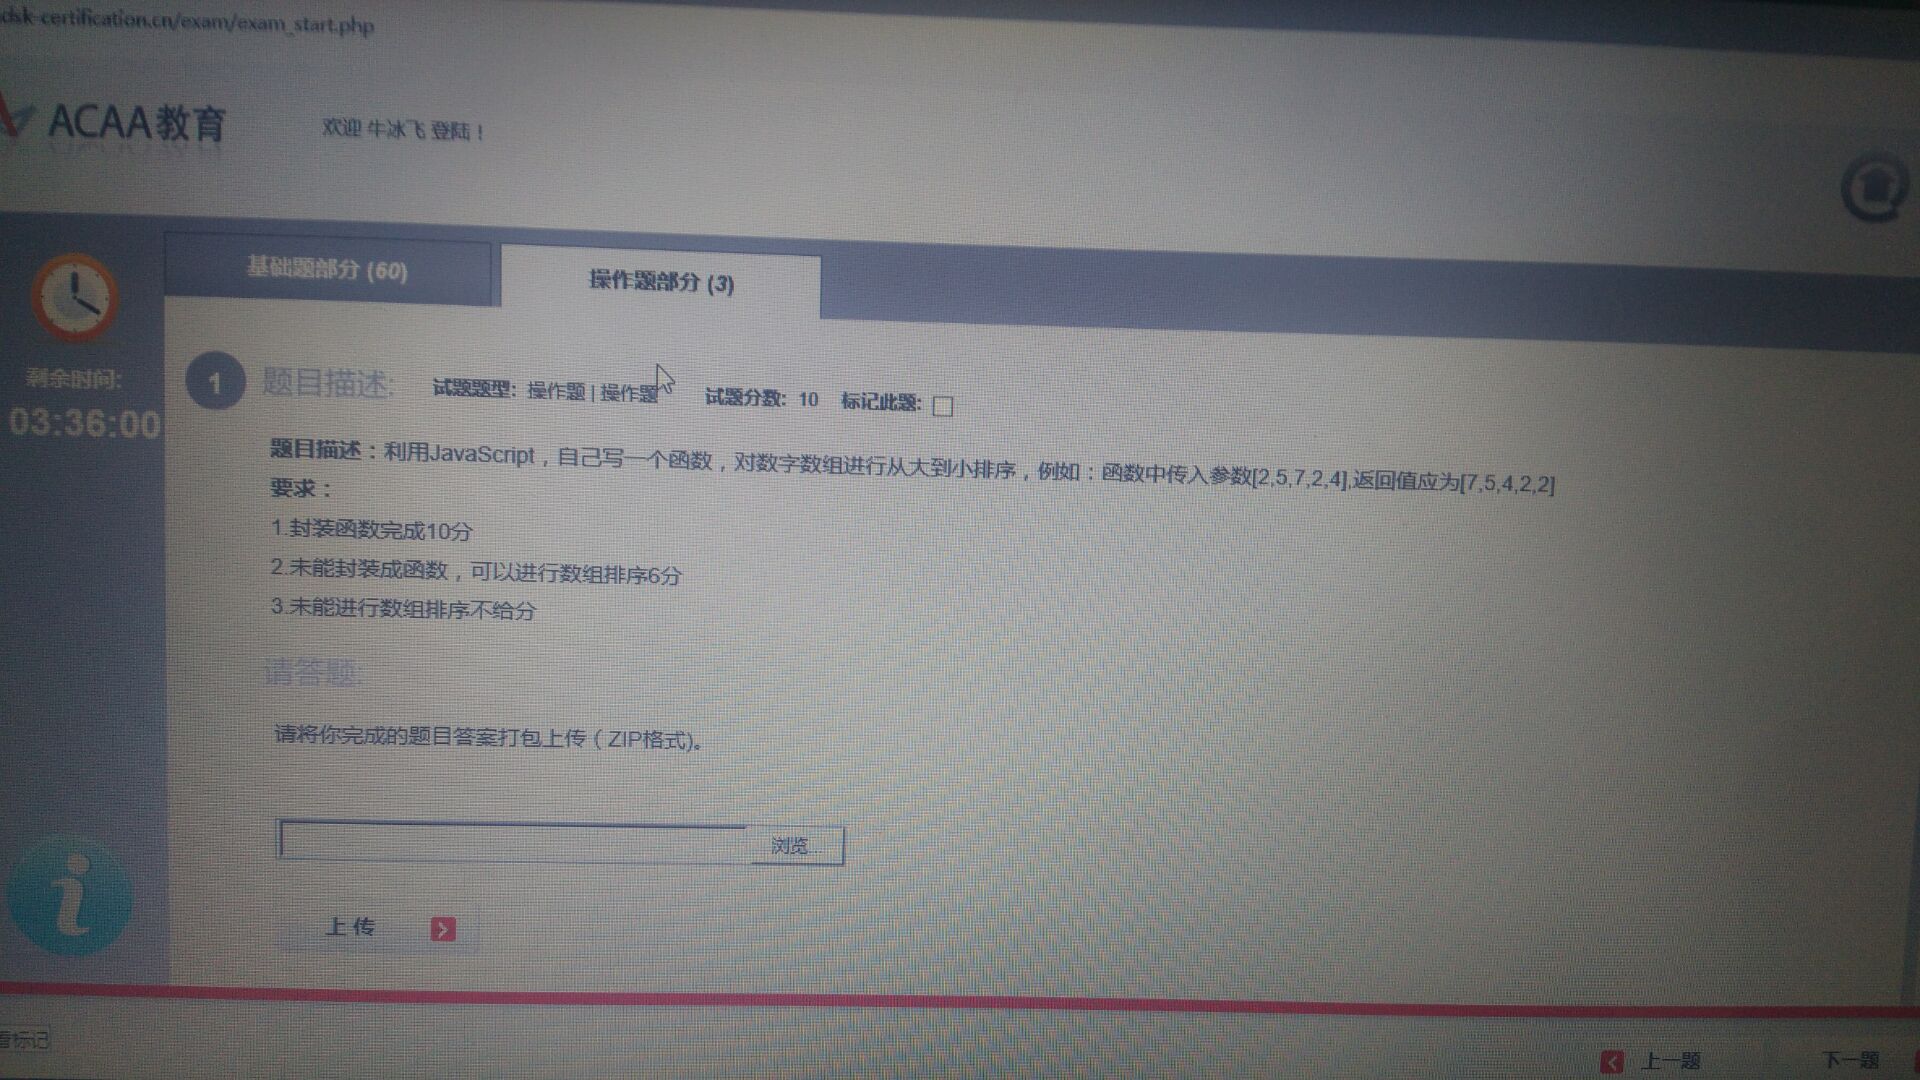 dsk-certification.cn/exam/exam_start.php
ACAA教育
欢迎 牛冰飞 登陆！
基础题部分 (60)
操作题部分 (3)
剩余时间:
03:36:00
1
题目描述:
试题题型: 操作题 | 操作题 试题分数: 10 标记此题:
题目描述：利用JavaScript，自己写一个函数，对数字数组进行从大到小排序，例如：函数中传入参数[2,5,7,2,4],返回值应为[7,5,4,2,2]
要求：
1.封装函数完成10分
2.未能封装成函数，可以进行数组排序6分
3.未能进行数组排序不给分
请答题:
请将你完成的题目答案打包上传（ZIP格式)。
浏览...
上 传
看标记
上一题
下一题